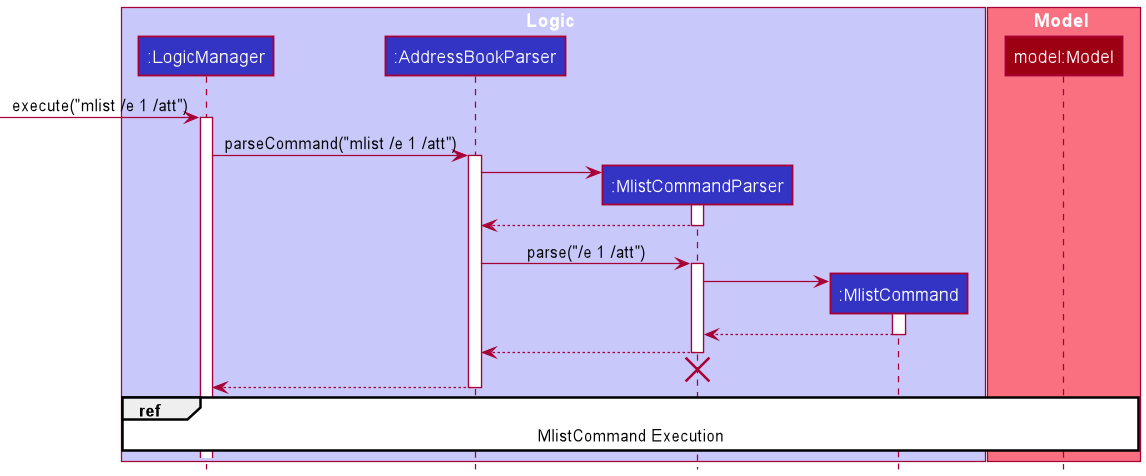 Logic
Model
:LogicManager
:AddressBookParser
model:Model
execute("mlist /e 1 /att")
parseCommand("mlist /e 1 /att")
:MlistCommandParser
parse("/e 1 /att")
:MlistCommand
ref
MlistCommand Execution